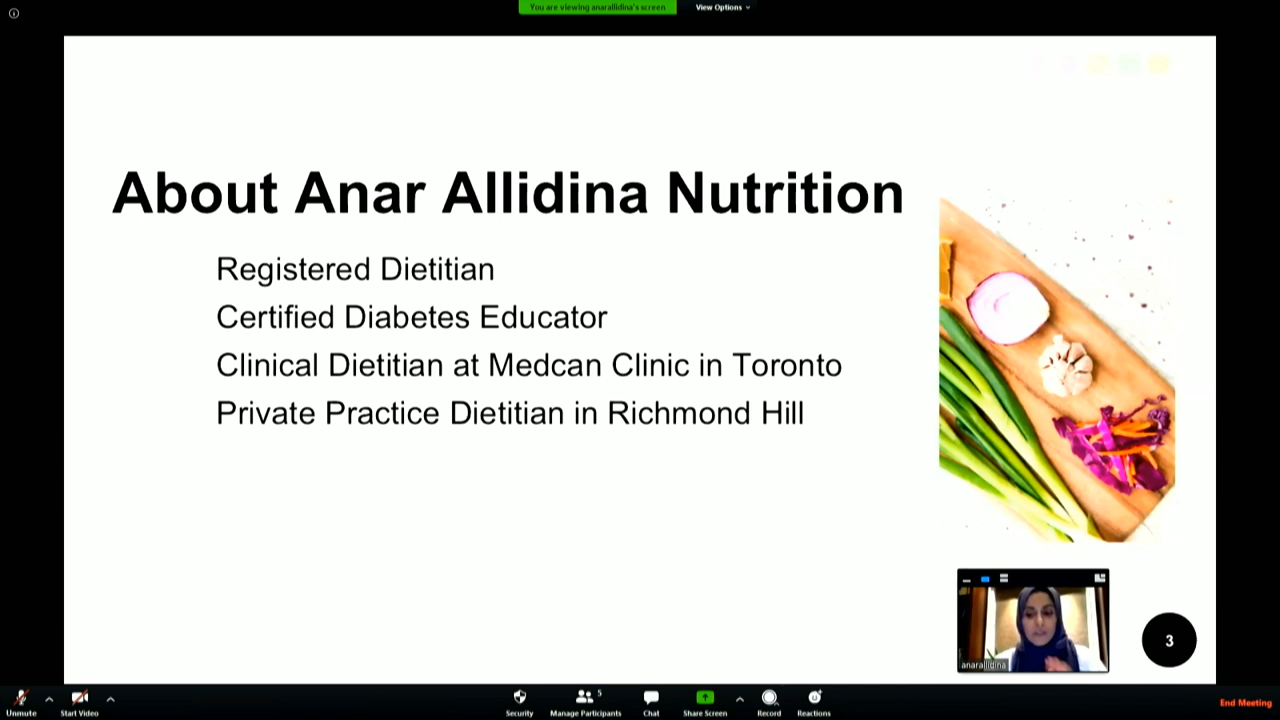 You are viewing anarallidina's screen
View Options
About Anar Allidina Nutrition
Registered Dietitian
Certified Diabetes Educator
Clinical Dietitian at Medcan Clinic in Toronto
Private Practice Dietitian in Richmond Hill
anarallidina
3
Unmute
Start Video
Security
5
Manage Participants
Chat
Share Screen
Record
Reactions
End Meeting